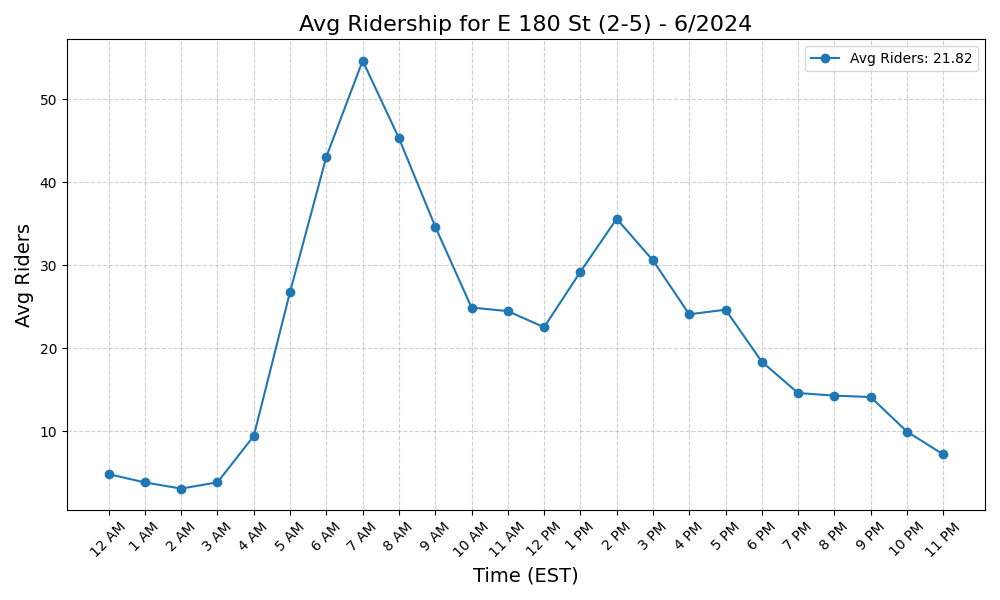 Avg Ridership for E 180 St (2-5) - 6/2024
Avg Riders: 21.82
Avg Riders
50
40
30
20
10
12 AM
1 AM
2 AM
3 AM
4 AM
5 AM
6 AM
7 AM
8 AM
9 AM
10 AM
11 AM
12 PM
1 PM
2 PM
3 PM
4 PM
5 PM
6 PM
7 PM
8 PM
9 PM
10 PM
11 PM
Time (EST)